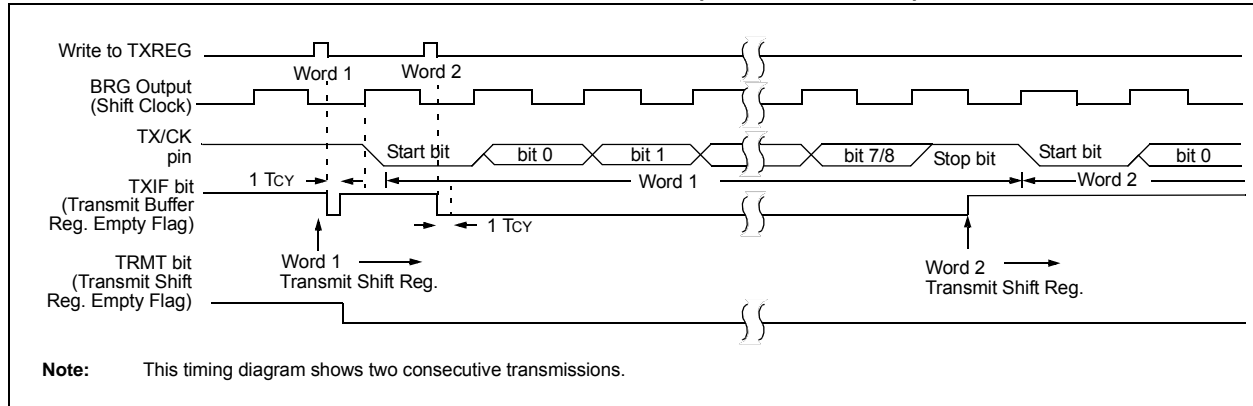 Write to TXREG
Word 1
Word 2
BRG Output
(Shift Clock)
TX/CK
pin
Start bit
bit 0
bit 1
bit 7/8
Stop bit
Start bit
bit 0
1 TCY
Word 1
Word 2
TXIF bit
(Transmit Buffer
Reg. Empty Flag)
1 TCY
Word 1
Transmit Shift Reg.
Word 2
Transmit Shift Reg.
TRMT bit
(Transmit Shift
Reg. Empty Flag)
Note: This timing diagram shows two consecutive transmissions.